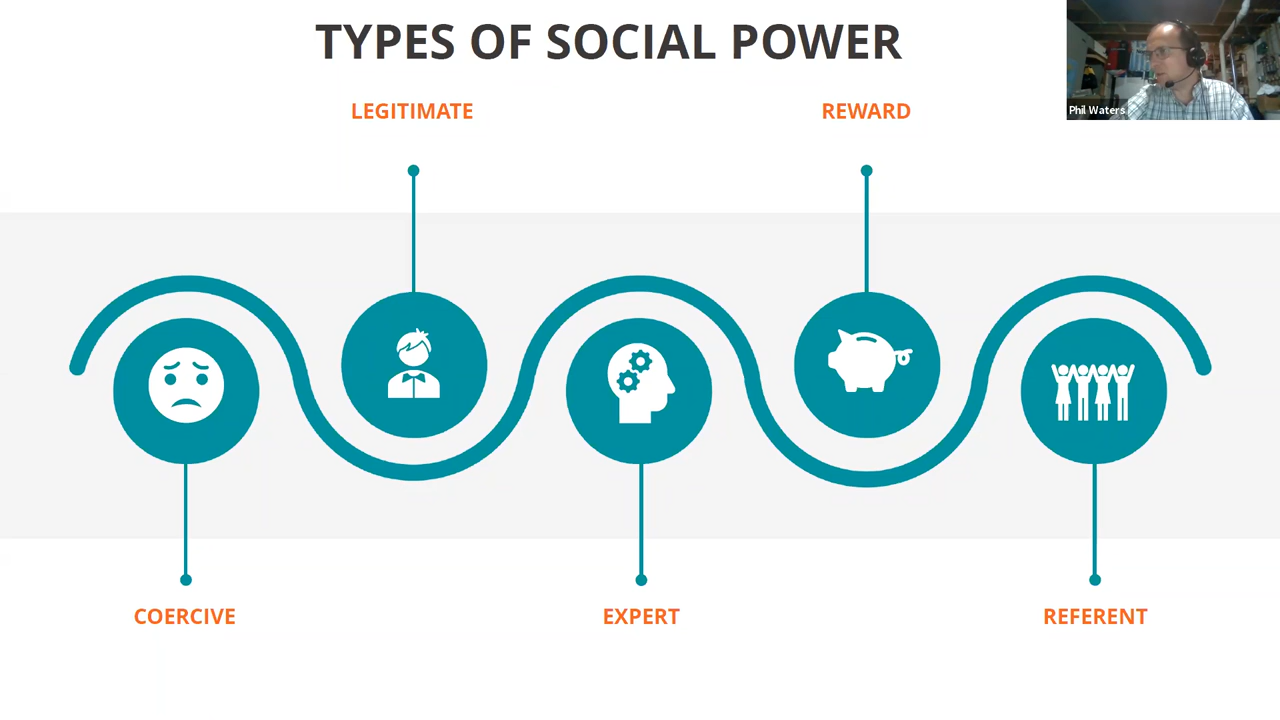 TYPES OF SOCIAL POWER
LEGITIMATE
REWARD
Phil Waters
COERCIVE
EXPERT
REFERENT